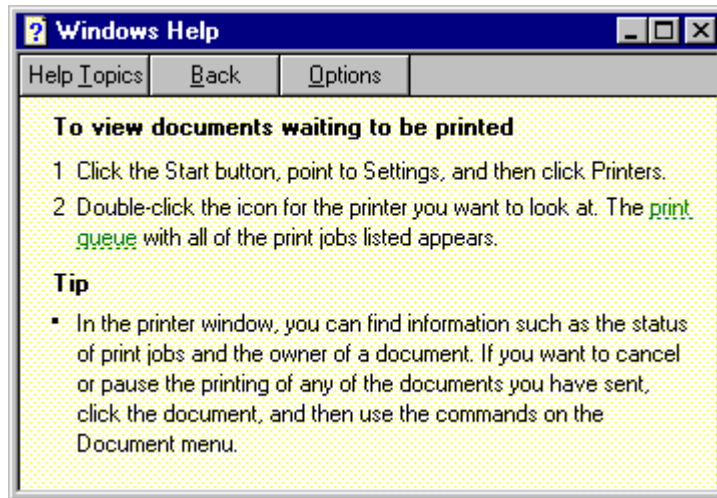 Windows Help
Help Topics Back Options
To view documents waiting to be printed
1 Click the Start button, point to Settings, and then click Printers.
2 Double-click the icon for the printer you want to look at. The print
queue with all of the print jobs listed appears.
Tip
▪ In the printer window, you can find information such as the status
of print jobs and the owner of a document. If you want to cancel
or pause the printing of any of the documents you have sent,
click the document, and then use the commands on the
Document menu.